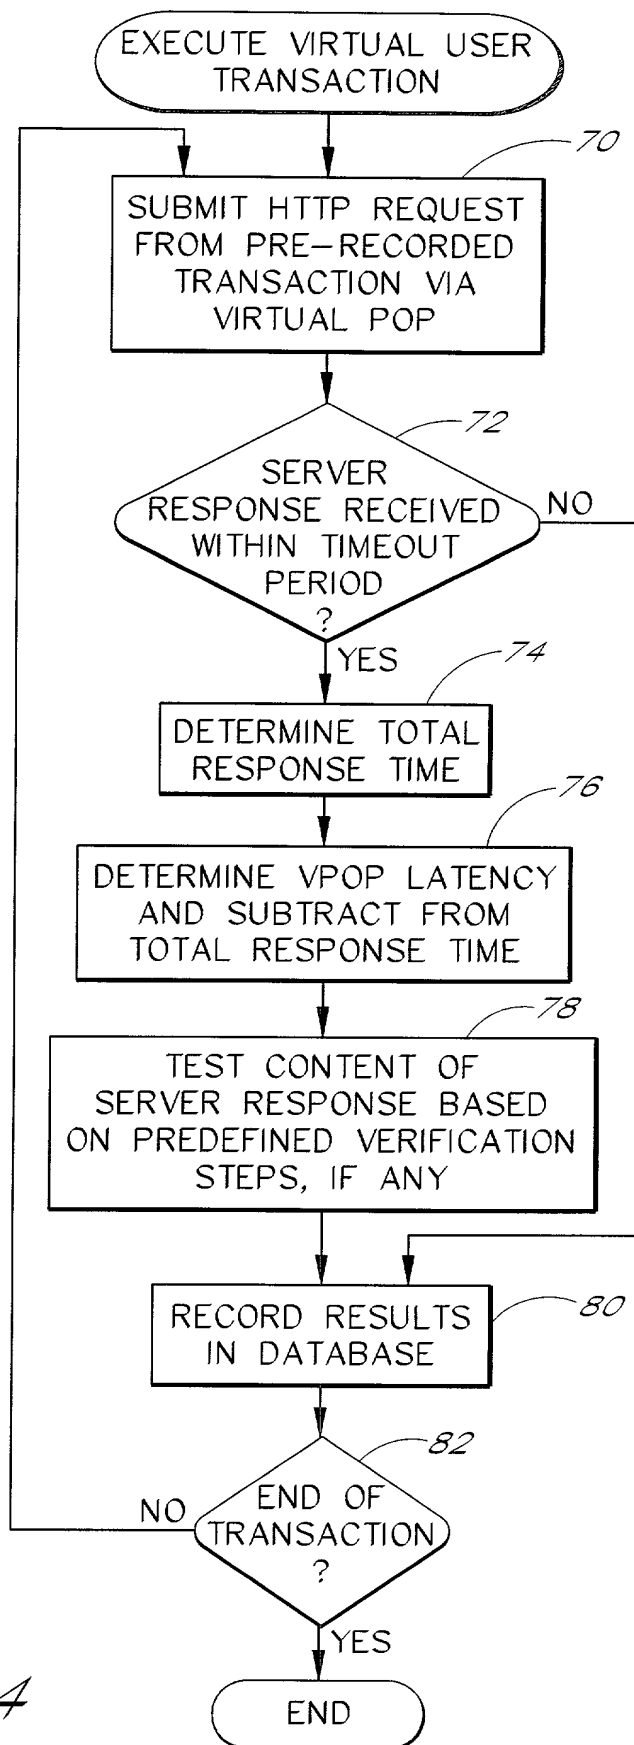 EXECUTE VIRTUAL USER
TRANSACTION
70
SUBMIT HTTP REQUEST
FROM PRE-RECORDED
TRANSACTION VIA
VIRTUAL POP
72
SERVER
RESPONSE RECEIVED
WITHIN TIMEOUT
PERIOD
?
NO
YES
74
DETERMINE TOTAL
RESPONSE TIME
76
DETERMINE VPOP LATENCY
AND SUBTRACT FROM
TOTAL RESPONSE TIME
78
TEST CONTENT OF
SERVER RESPONSE BASED
ON PREDEFINED VERIFICATION
STEPS, IF ANY
80
RECORD RESULTS
IN DATABASE
82
END OF
TRANSACTION
?
NO
YES
4
END